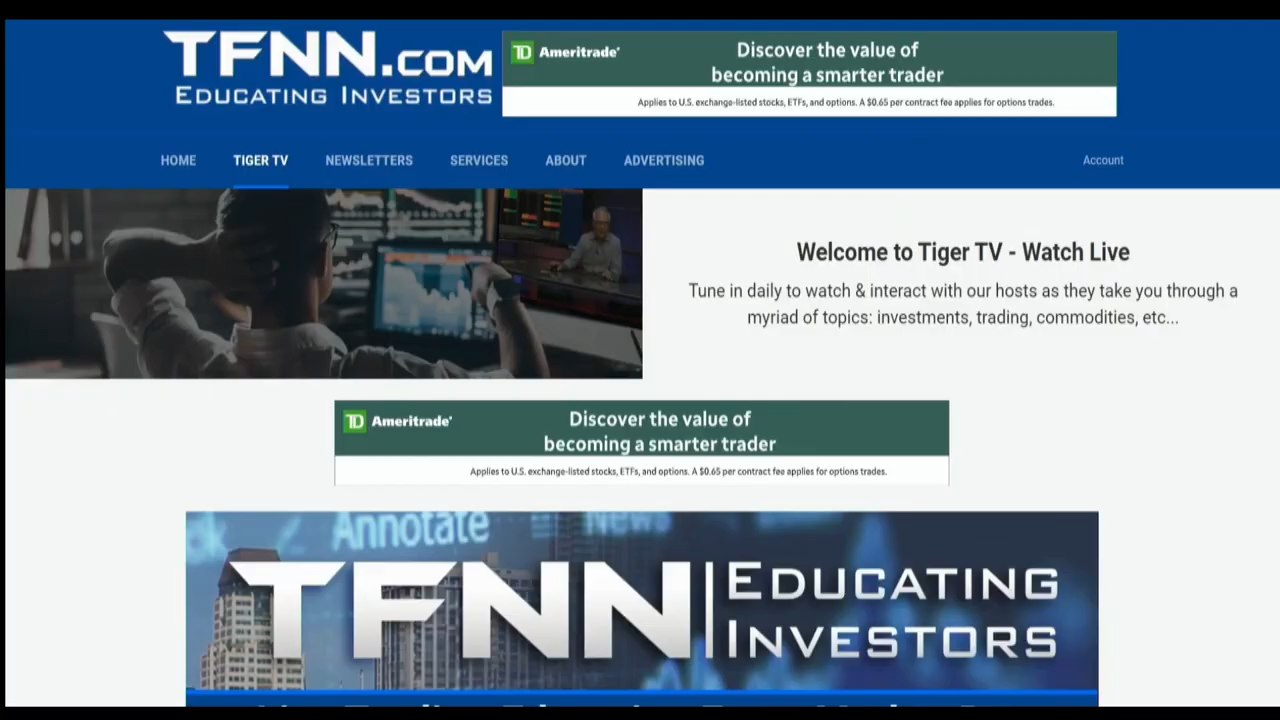 TFNN.COM
EDUCATING INVESTORS
TD Ameritrade
Discover the value of
becoming a smarter trader
Applies to U.S. exchange-listed stocks, ETFs, and options. A $0.65 per contract fee applies for options trades.
HOME TIGER TV NEWSLETTERS SERVICES ABOUT ADVERTISING Account
Welcome to Tiger TV - Watch Live
Tune in daily to watch & interact with our hosts as they take you through a
myriad of topics: investments, trading, commodities, etc...
TD Ameritrade
Discover the value of
becoming a smarter trader
Applies to U.S. exchange-listed stocks, ETFs, and options. A $0.65 per contract fee applies for options trades.
Annotate News
TFNN EDUCATING
INVESTORS